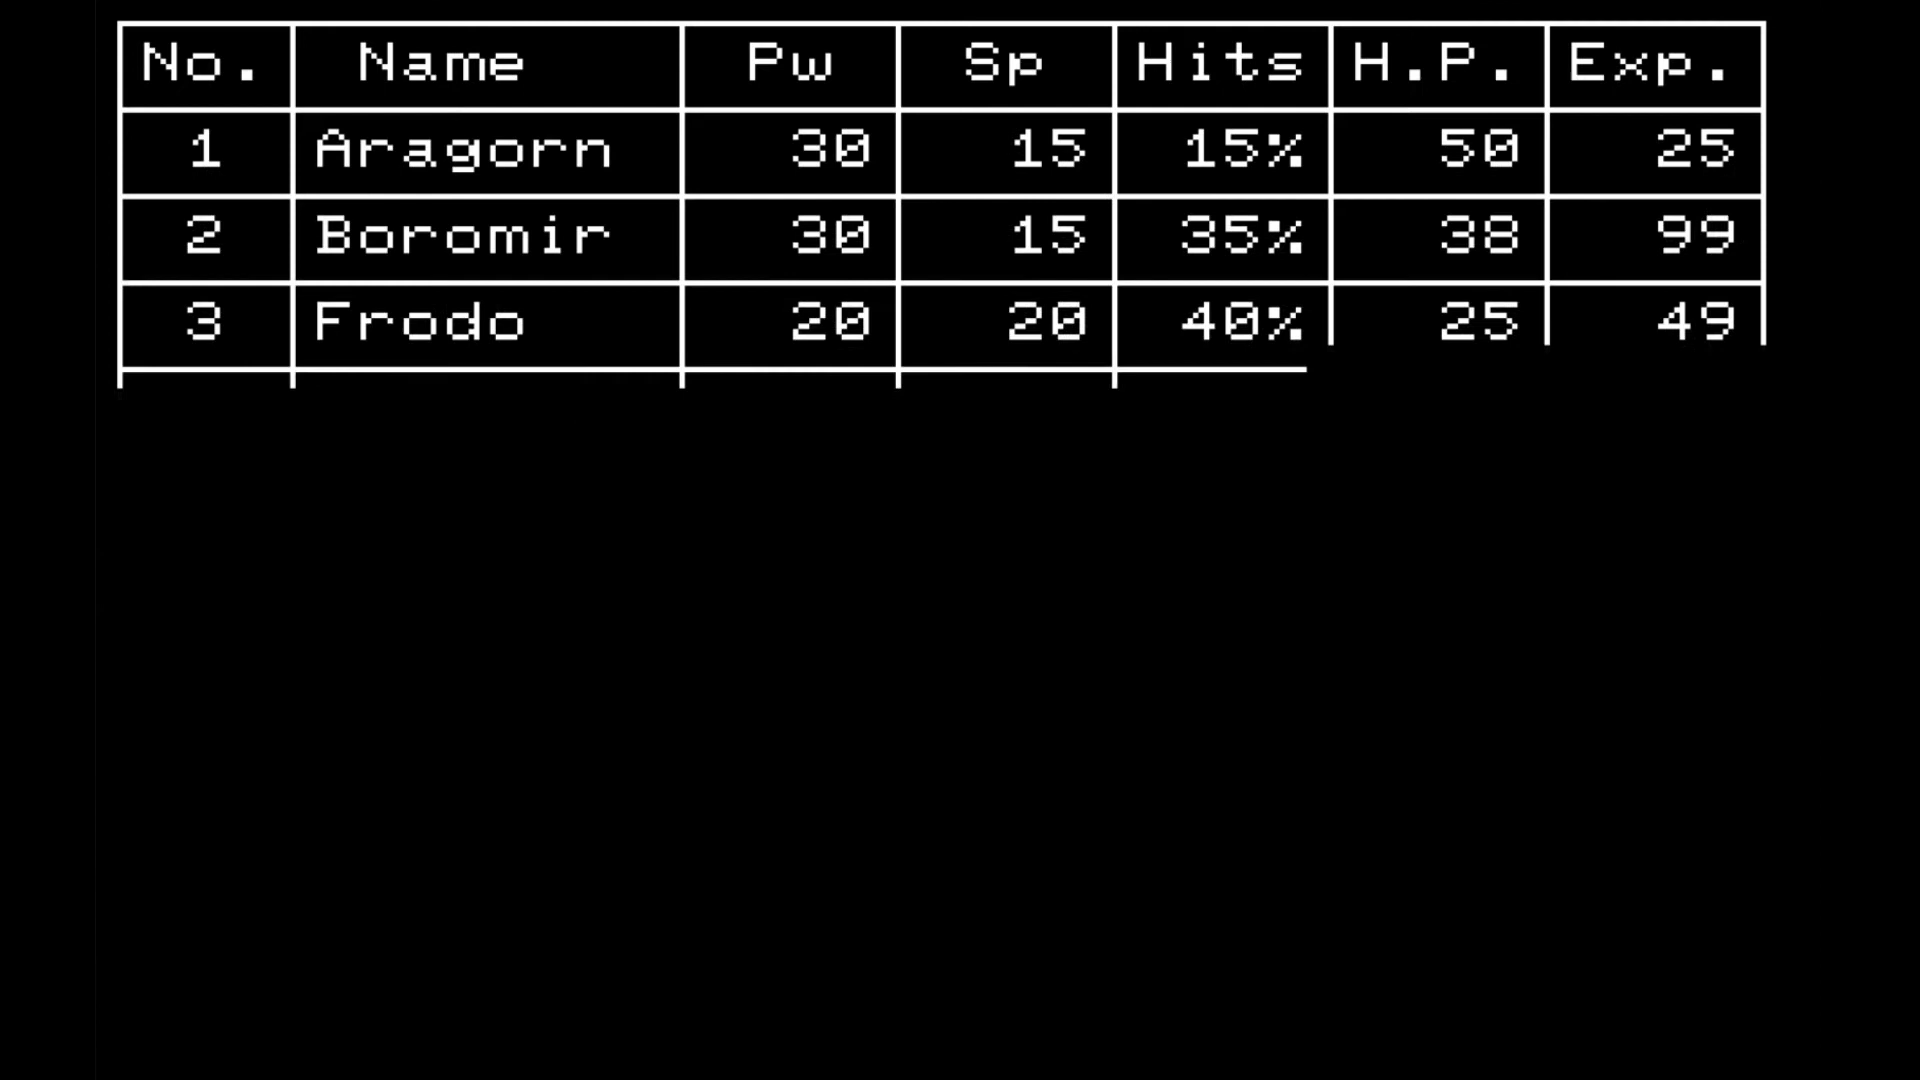 No. Name Pw Sp Hits H.P. Exp.
1 Aragorn 30 15 15% 50 25
2 Boromir 30 15 35% 38 99
3 Frodo 20 20 40% 25 49